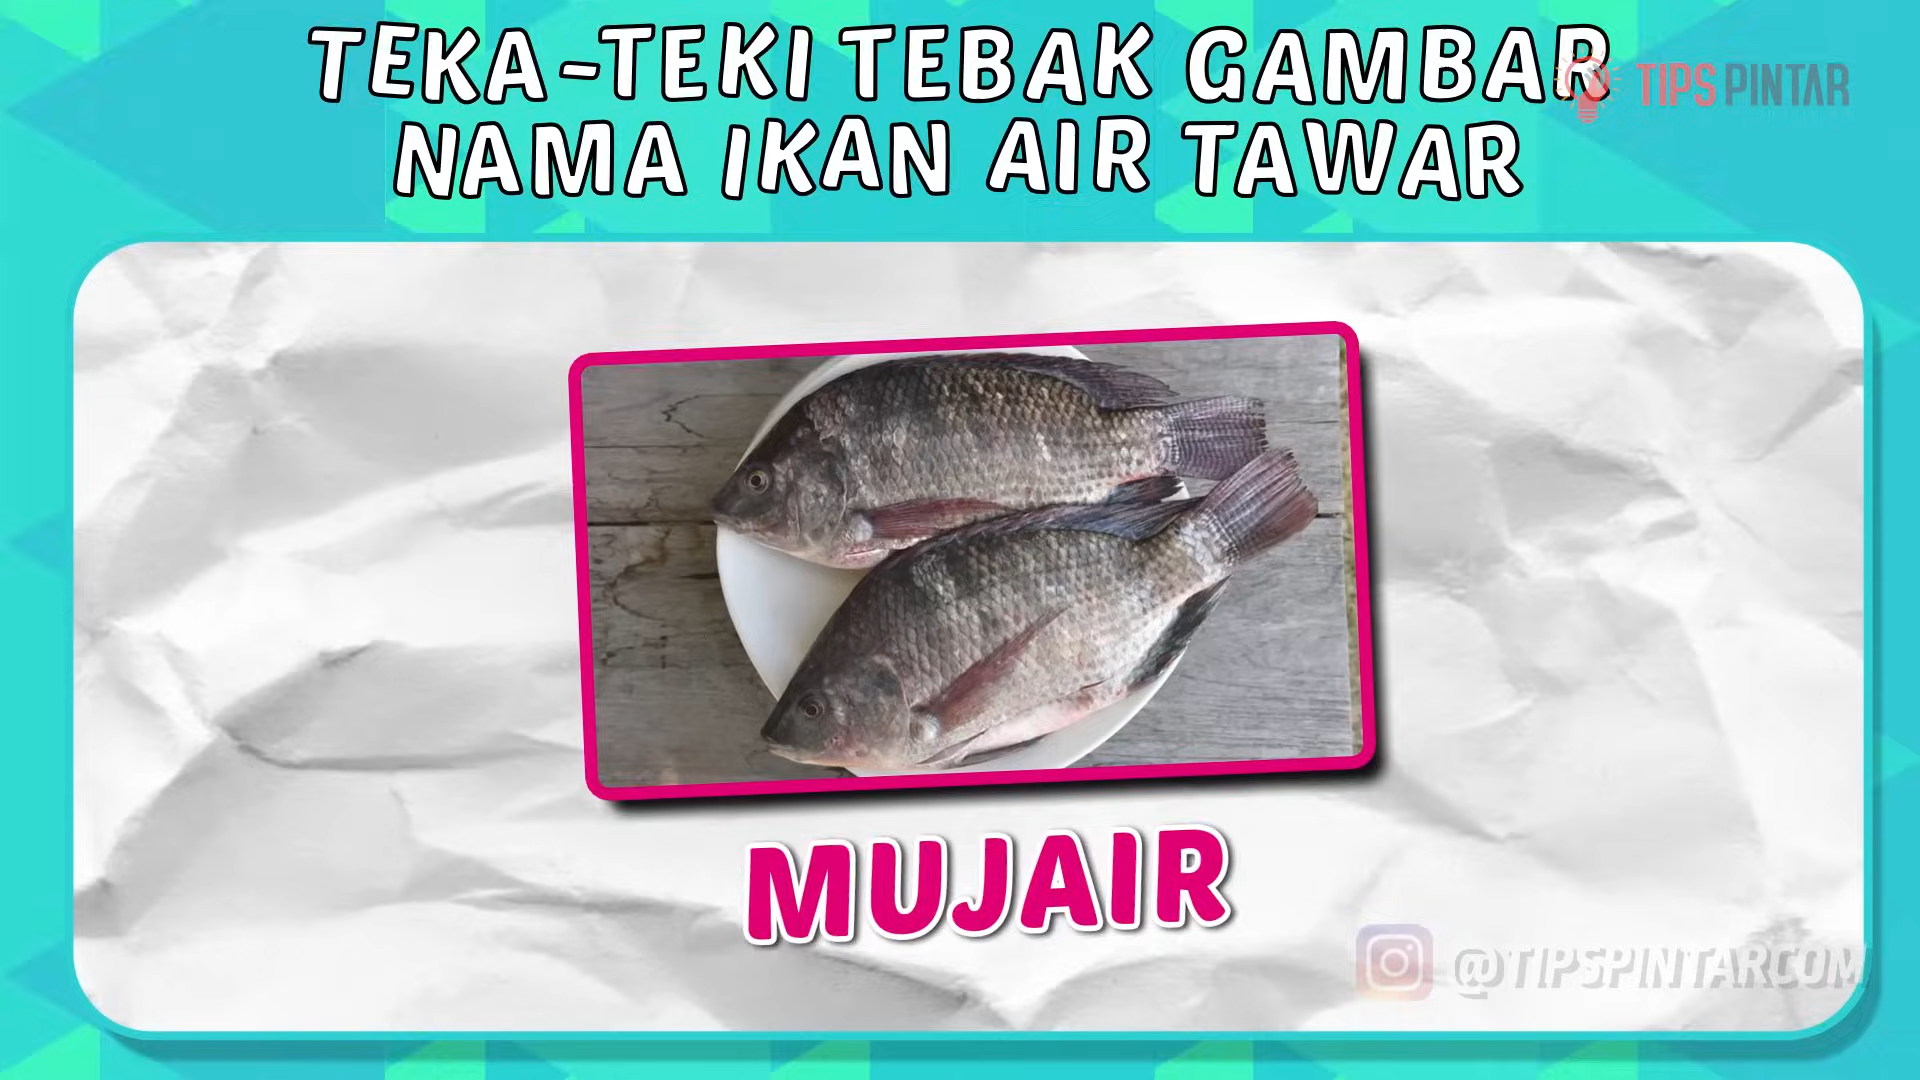 TEKA-TEKI TEBAK GAMBAR
NAMA IKAN AIR TAWAR
TIPS PINTAR
MUJAIR
@TIPSPINTARCOM